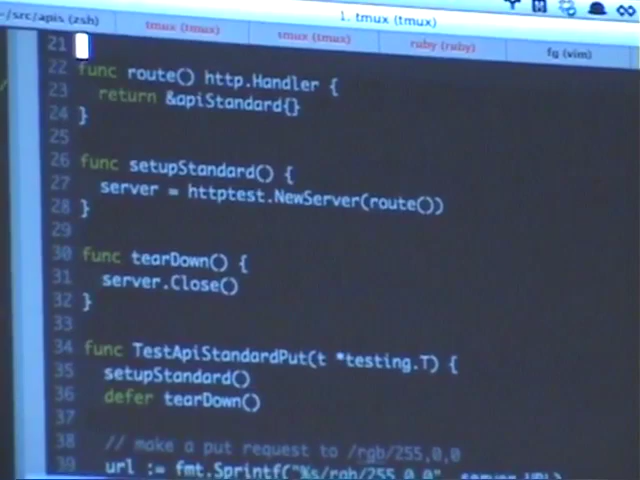 1. tmux (tmux)
~/src/apis (zsh) tmux (tmux) tmux (tmux) ruby (ruby) fg (vim)
21
22 func route() http.Handler {
23 return &apiStandard{}
24 }
25
26 func setupStandard() {
27 server = httptest.NewServer(route())
28 }
29
30 func tearDown() {
31 server.Close()
32 }
33
34 func TestApiStandardPut(t *testing.T) {
35 setupStandard()
36 defer tearDown()
37
38 // make a put request to /rgb/255,0,0
39 url := fmt.Sprintf("%s/rgb/255,0,0", server.URL)